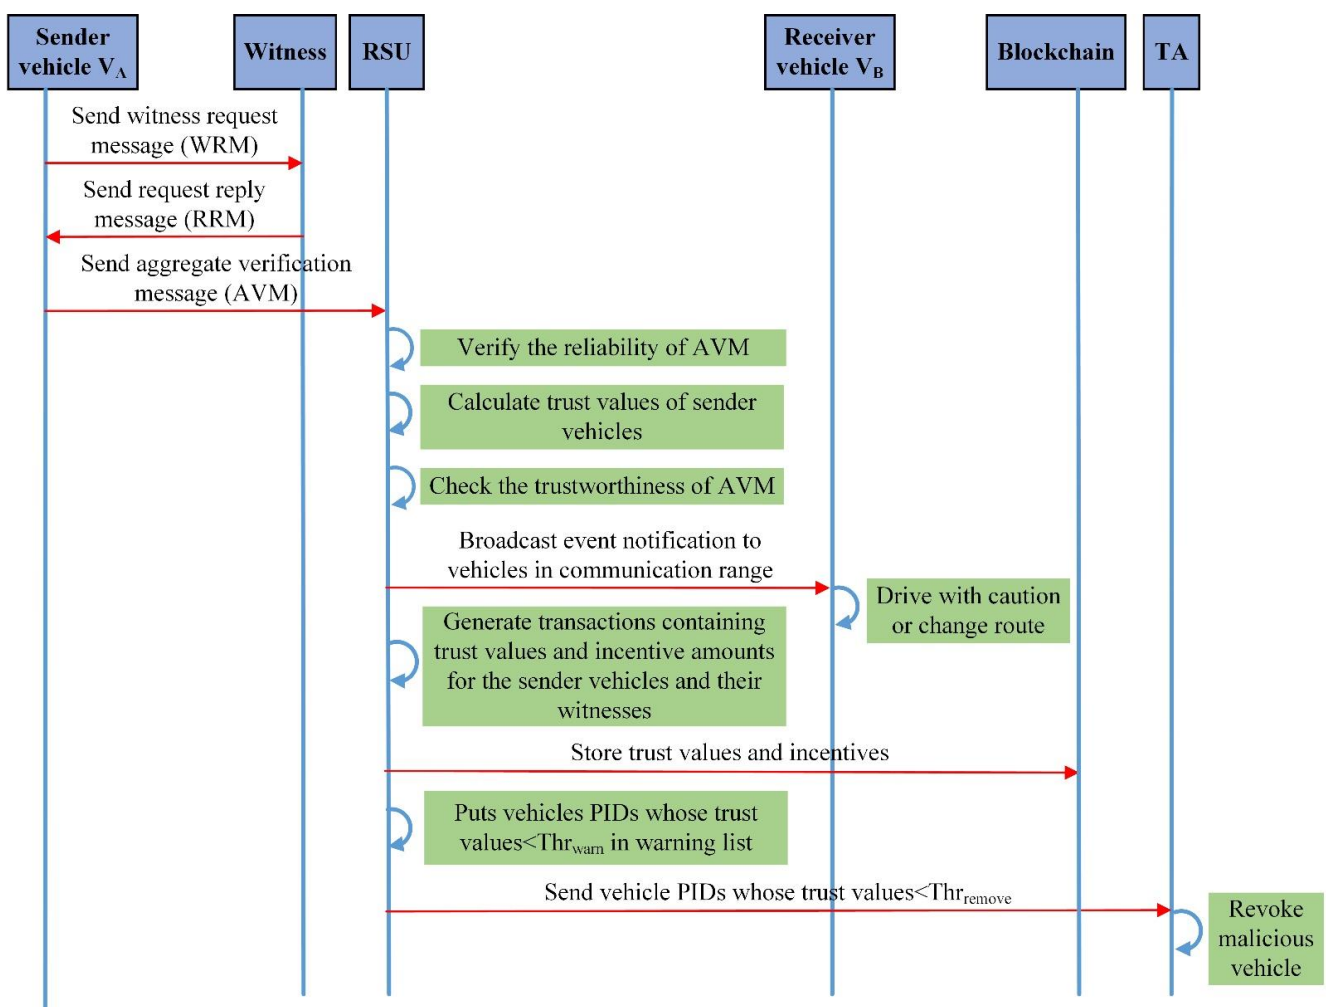 Sender
vehicle V_A
Witness
RSU
Receiver
vehicle V_B
Blockchain
TA
Send witness request
message (WRM)
Send request reply
message (RRM)
Send aggregate verification
message (AVM)
Verify the reliability of AVM
Calculate trust values of sender
vehicles
Check the trustworthiness of AVM
Broadcast event notification to
vehicles in communication range
Drive with caution
or change route
Generate transactions containing
trust values and incentive amounts
for the sender vehicles and their
witnesses
Store trust values and incentives
Puts vehicles PIDs whose trust
values<Thr_warn in warning list
Send vehicle PIDs whose trust values<Thr_remove
Revoke
malicious
vehicle